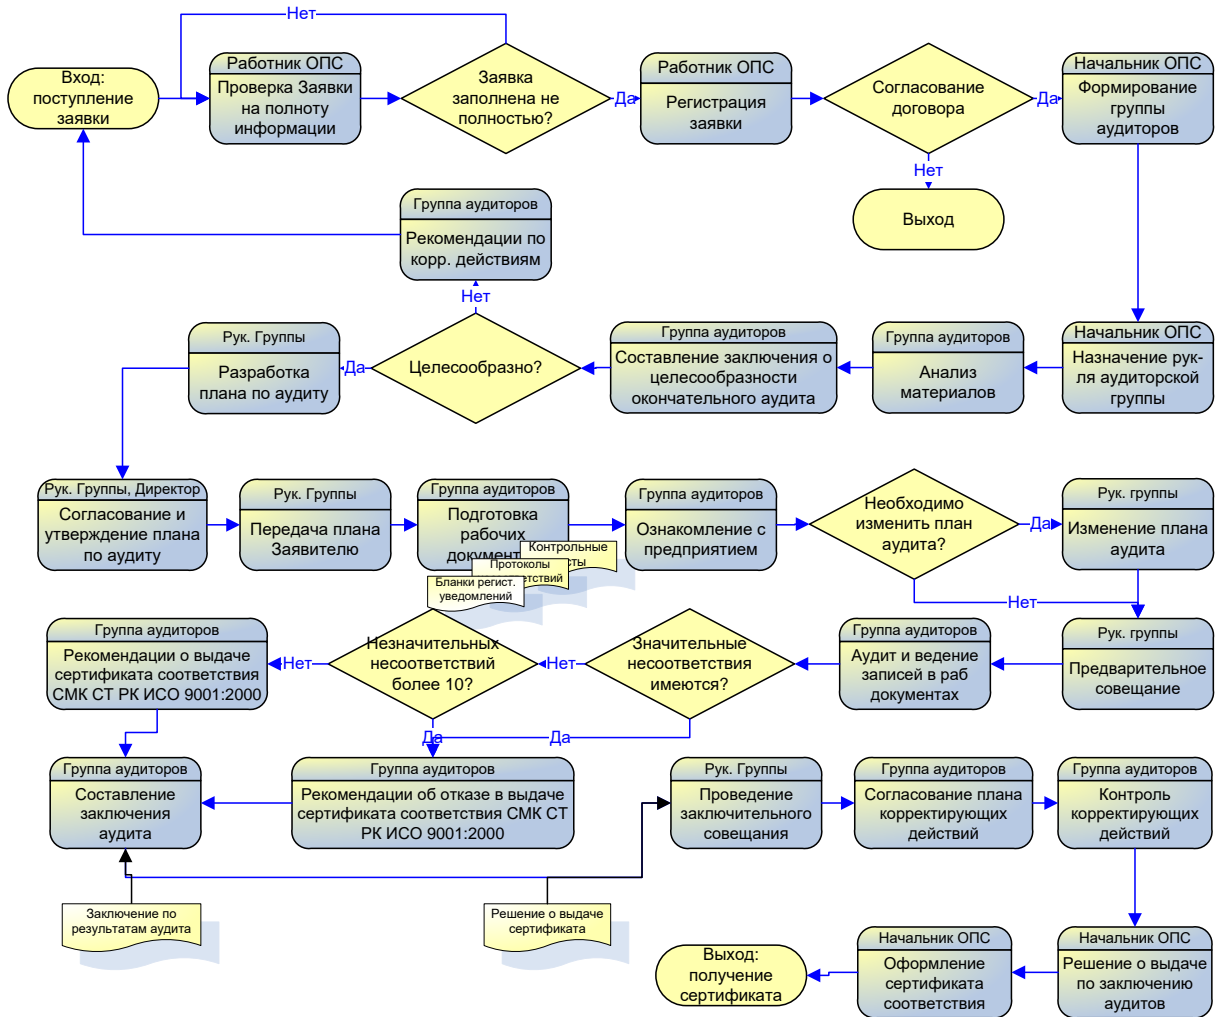 Нет
Вход:
поступление
заявки
Работник ОПС
Проверка Заявки
на полноту
информации
Заявка
заполнена не
полностью?
Да
Работник ОПС
Регистрация
заявки
Согласование
договора
Да
Начальник ОПС
Формирование
группы
аудиторов
Нет
Выход
Группа аудиторов
Рекомендации по
корр. действиям
Нет
Рук. Группы
Разработка
плана по аудиту
Да
Целесообразно?
Группа аудиторов
Составление заключения о
целесообразности
окончательного аудита
Группа аудиторов
Анализ
материалов
Начальник ОПС
Назначение рук-
ля аудиторской
группы
Рук. Группы, Директор
Согласование и
утверждение плана
по аудиту
Рук. Группы
Передача плана
Заявителю
Группа аудиторов
Подготовка
рабочих
документ
Контрольные
сты
Протоколы
етствий
Бланки регист.
уведомлений
Группа аудиторов
Ознакомление с
предприятием
Необходимо
изменить план
аудита?
Да
Рук. группы
Изменение плана
аудита
Нет
Группа аудиторов
Рекомендации о выдаче
сертификата соответствия
СМК СТ РК ИСО 9001:2000
Нет
Незначительных
несоответствий
более 10?
Нет
Значительные
несоответствия
имеются?
Группа аудиторов
Аудит и ведение
записей в раб
документах
Рук. группы
Предварительное
совещание
Да
Да
Группа аудиторов
Составление
заключения
аудита
Группа аудиторов
Рекомендации об отказе в выдаче
сертификата соответствия СМК СТ
РК ИСО 9001:2000
Рук. Группы
Проведение
заключительного
совещания
Группа аудиторов
Согласование плана
корректирующих
действий
Группа аудиторов
Контроль
корректирующих
действий
Заключение по
результатам аудита
Решение о выдаче
сертификата
Выход:
получение
сертификата
Начальник ОПС
Оформление
сертификата
соответствия
Начальник ОПС
Решение о выдаче
по заключению
аудитов